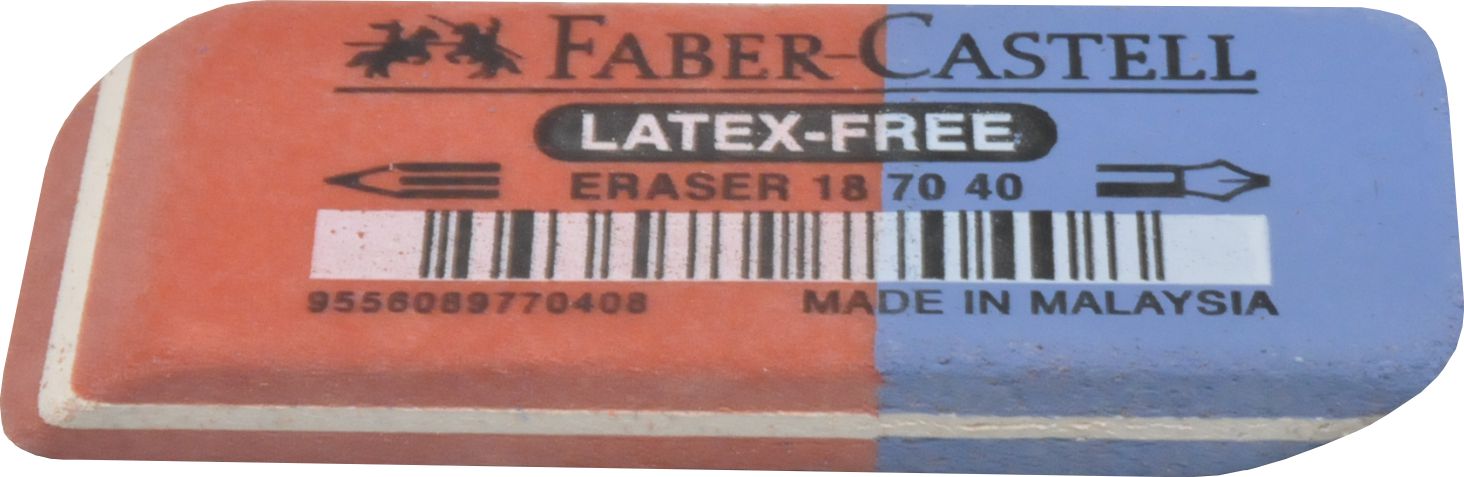 FABER-CASTELL
LATEX-FREE
ERASER 18 70 40
9556089770408 MADE IN MALAYSIA